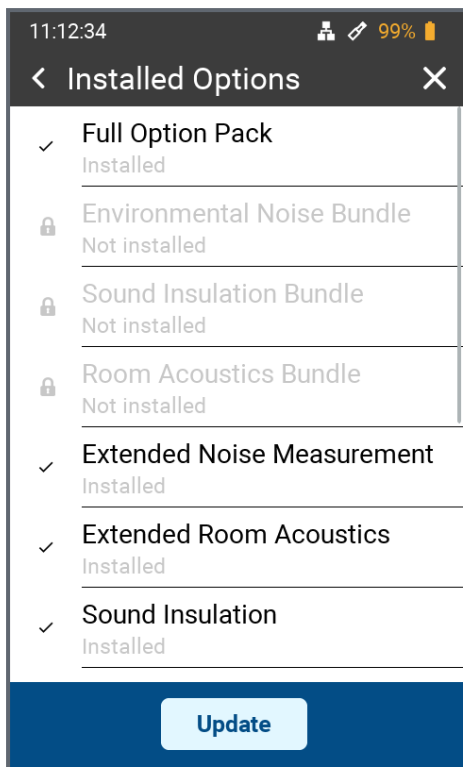 11:12:34 99%
Installed Options
Full Option Pack
Installed
Environmental Noise Bundle
Not installed
Sound Insulation Bundle
Not installed
Room Acoustics Bundle
Not installed
Extended Noise Measurement
Installed
Extended Room Acoustics
Installed
Sound Insulation
Installed
Update